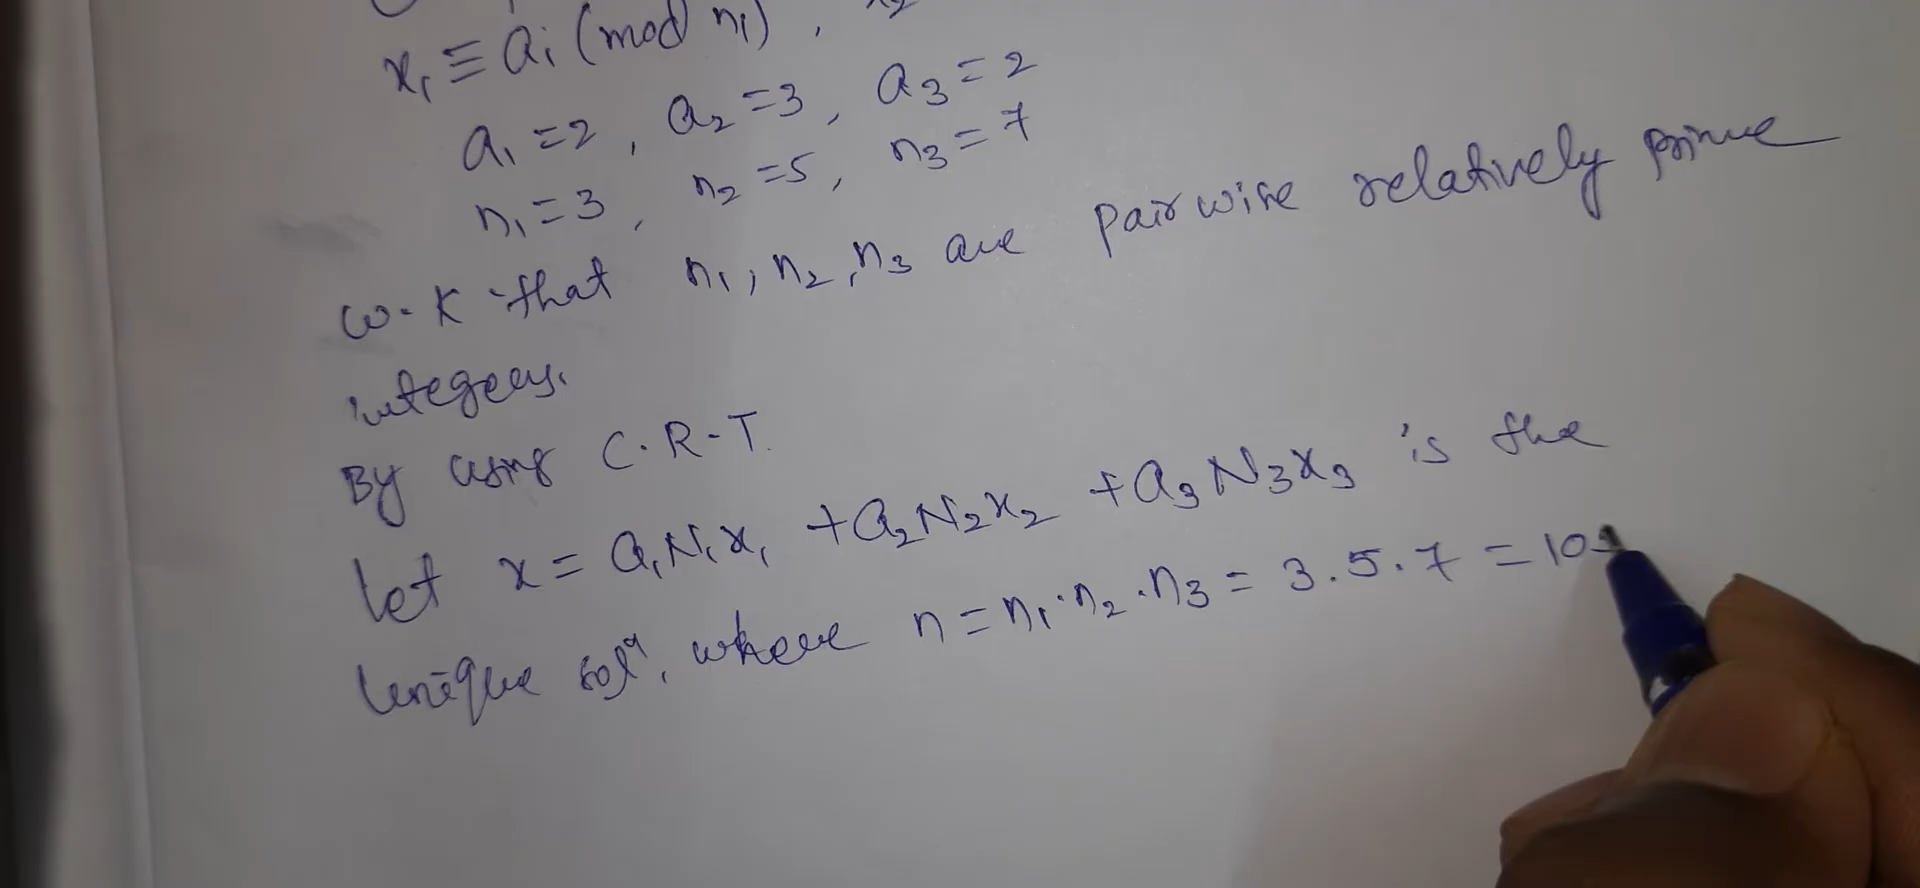 x₁ ≡ a₁ (mod n₁) ,
a₁ = 2 , a₂ = 3 , a₃ = 2
n₁ = 3 , n₂ = 5 , n₃ = 7
W.K that n₁, n₂, n₃ are pairwise relatively prime
integers.
By using C.R.T.
Let x = a₁N₁x₁ + a₂N₂x₂ + a₃N₃x₃ is the
unique solⁿ, where n = n₁.n₂.n₃ = 3.5.7 = 10